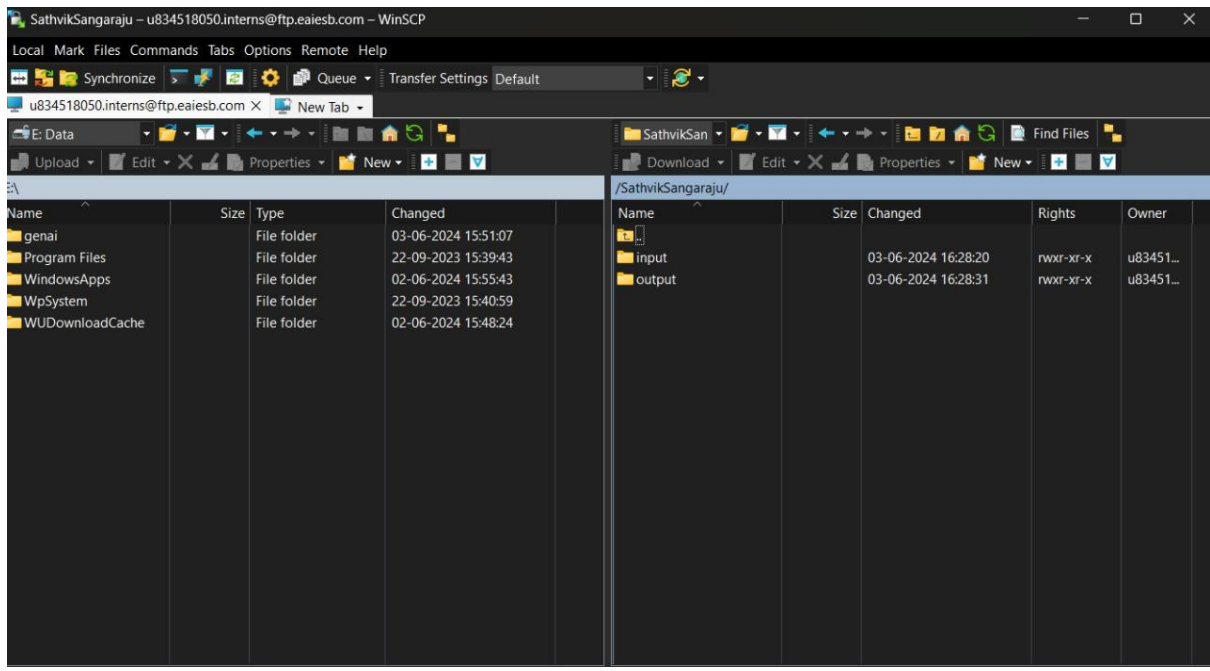 SathvikSangaraju – u834518050.interns@ftp.eaiesb.com – WinSCP
Local Mark Files Commands Tabs Options Remote Help
Synchronize Queue Transfer Settings Default
u834518050.interns@ftp.eaiesb.com New Tab
E: Data
Upload Edit Properties New
E:\
Name Size Type Changed
genai File folder 03-06-2024 15:51:07
Program Files File folder 22-09-2023 15:39:43
WindowsApps File folder 02-06-2024 15:55:43
WpSystem File folder 22-09-2023 15:40:59
WUDownloadCache File folder 02-06-2024 15:48:24
SathvikSan Find Files
Download Edit Properties New
/SathvikSangaraju/
Name Size Changed Rights Owner
..
input 03-06-2024 16:28:20 rwxr-xr-x u83451...
output 03-06-2024 16:28:31 rwxr-xr-x u83451...